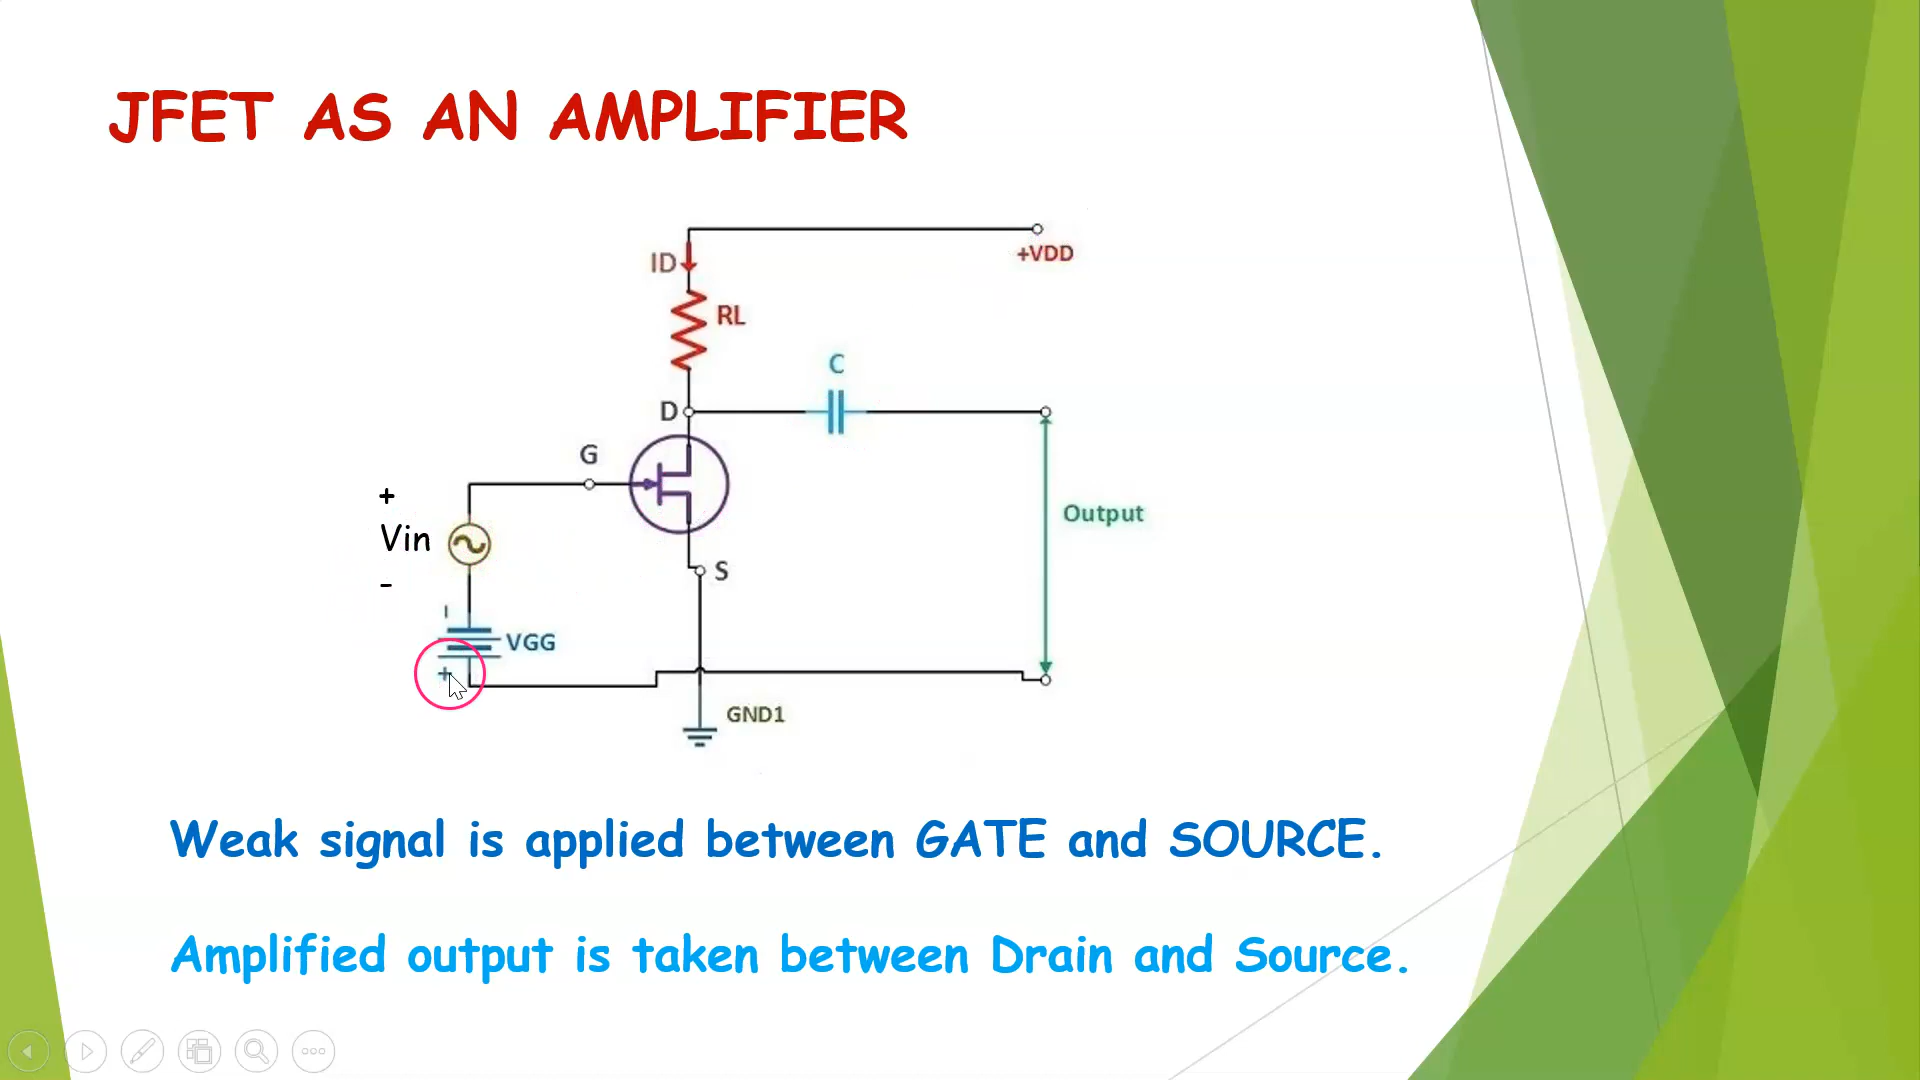 JFET AS AN AMPLIFIER
+VDD
ID
RL
C
D
G
+
Vin
-
Output
S
-
VGG
+
GND1
Weak signal is applied between GATE and SOURCE.
Amplified output is taken between Drain and Source.